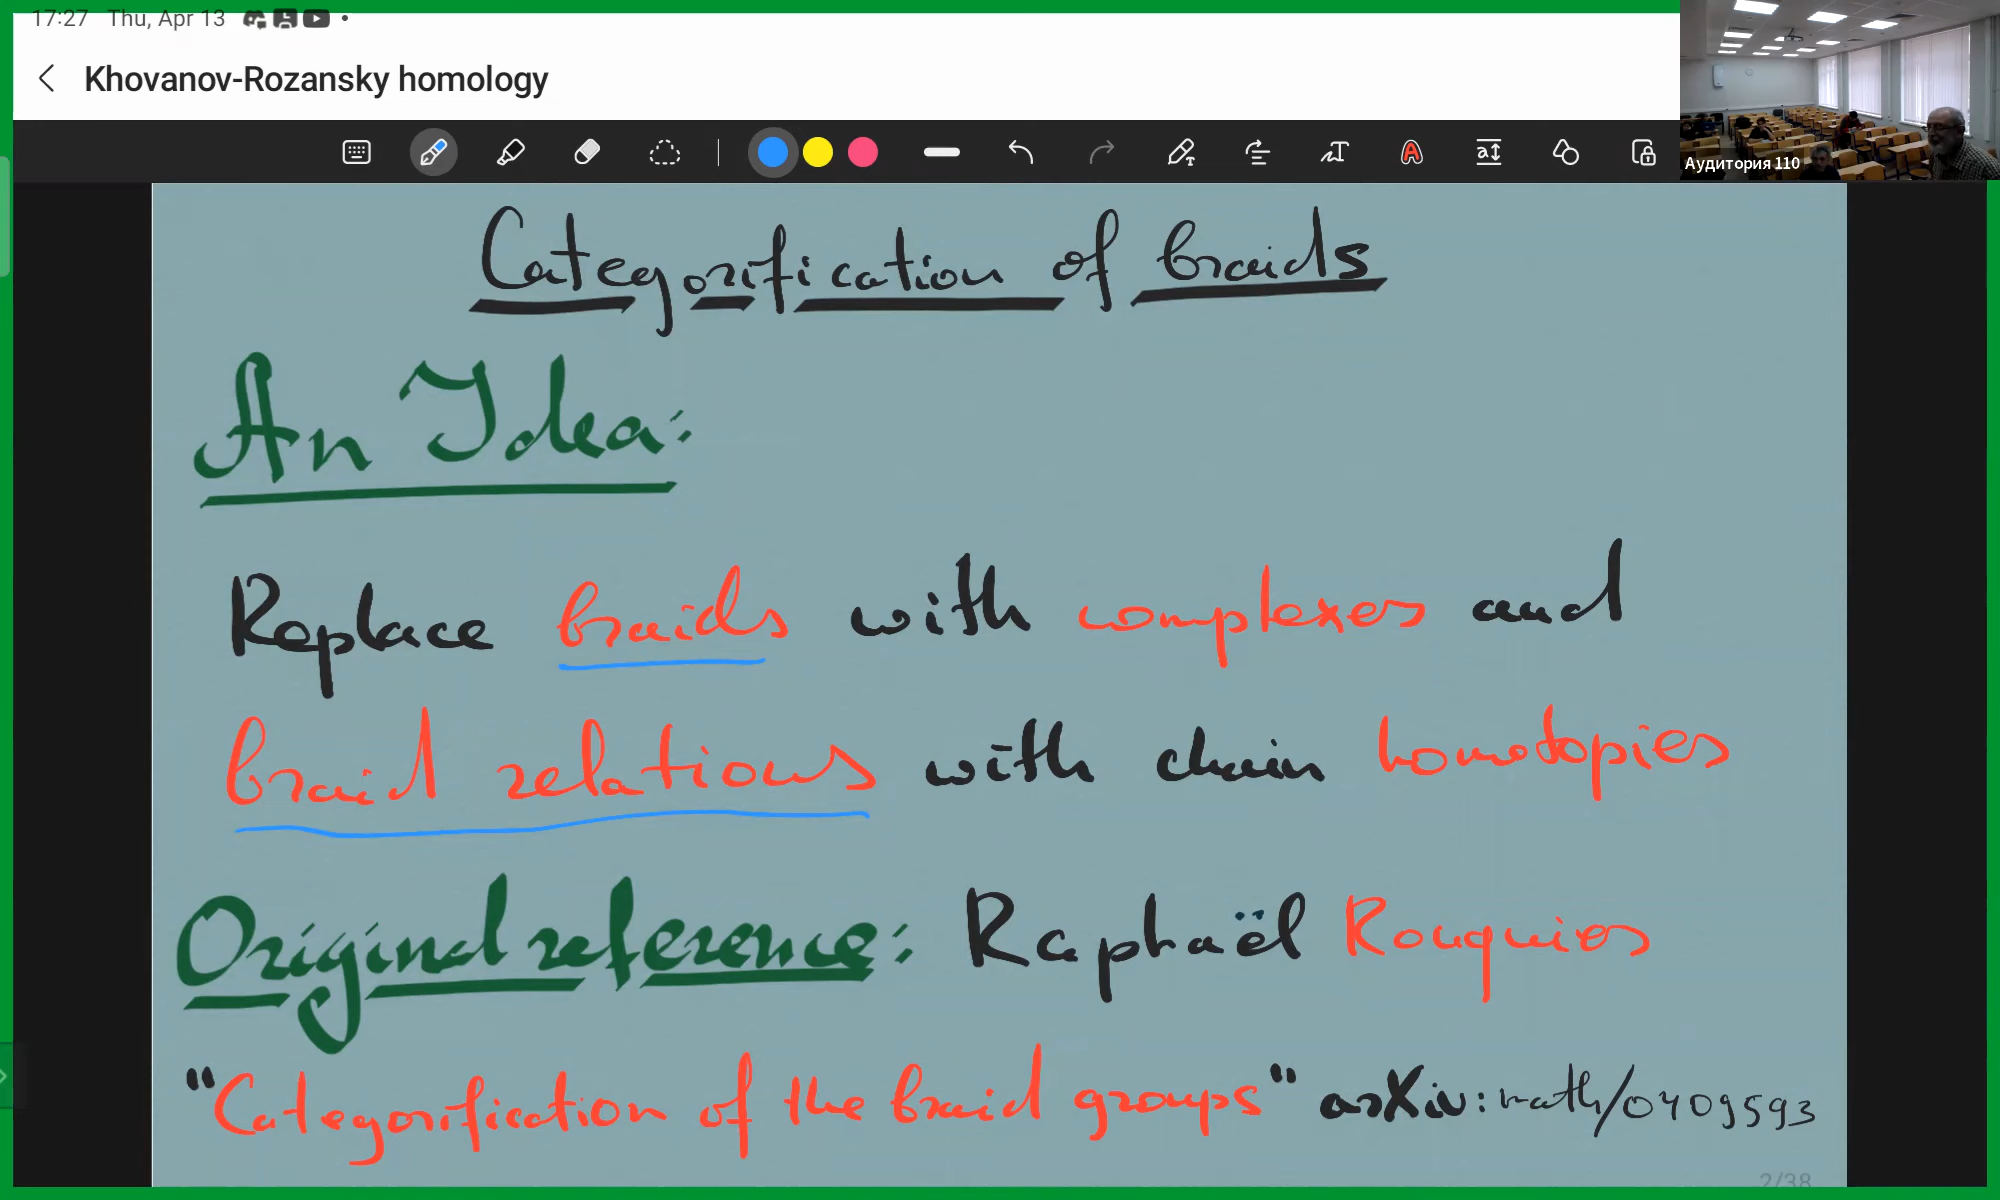 17:27 Thu, Apr 13
Khovanov-Rozansky homology
Аудитория 110
Categorification of braids
An Idea:
Replace braids with complexes and
braid relations with chain homotopies
Original reference: Raphaël Rouquier
"Categorification of the braid groups" arXiv: math/0409593
2/38